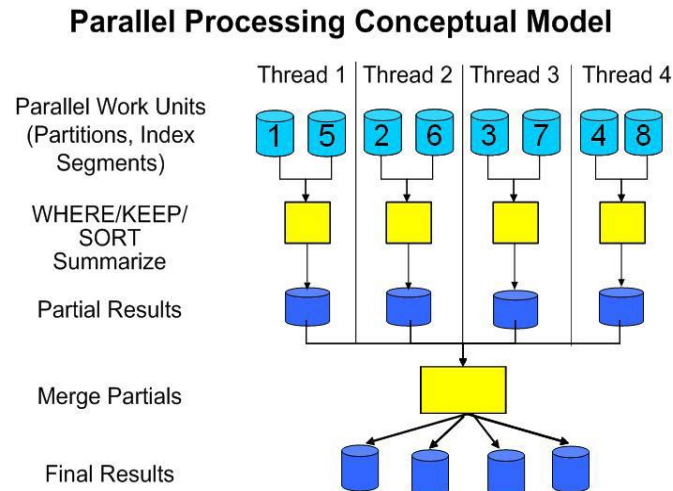 Parallel Processing Conceptual Model
Thread 1
Thread 2
Thread 3
Thread 4
Parallel Work Units
(Partitions, Index
Segments)
1 5 2 6 3 7 4 8
WHERE/KEEP/
SORT
Summarize
Partial Results
Merge Partials
Final Results